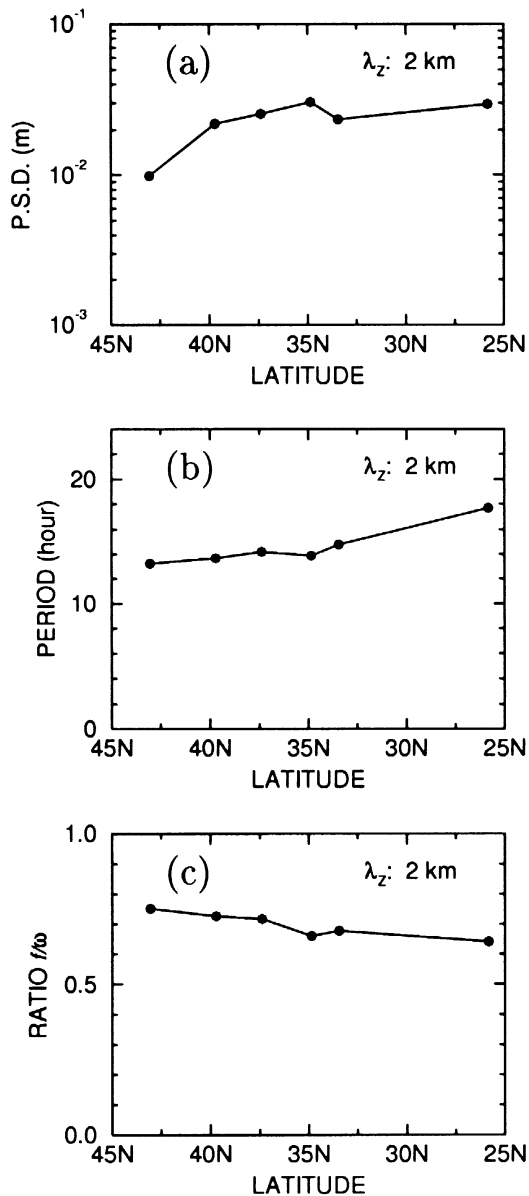 10⁻¹
(a)
λz: 2 km
P.S.D. (m)
10⁻²
10⁻³
45N 40N 35N 30N 25N
LATITUDE
(b)
λz: 2 km
20
PERIOD (hour)
10
0
45N 40N 35N 30N 25N
LATITUDE
1.0
(c)
λz: 2 km
RATIO f/ω
0.5
0.0
45N 40N 35N 30N 25N
LATITUDE